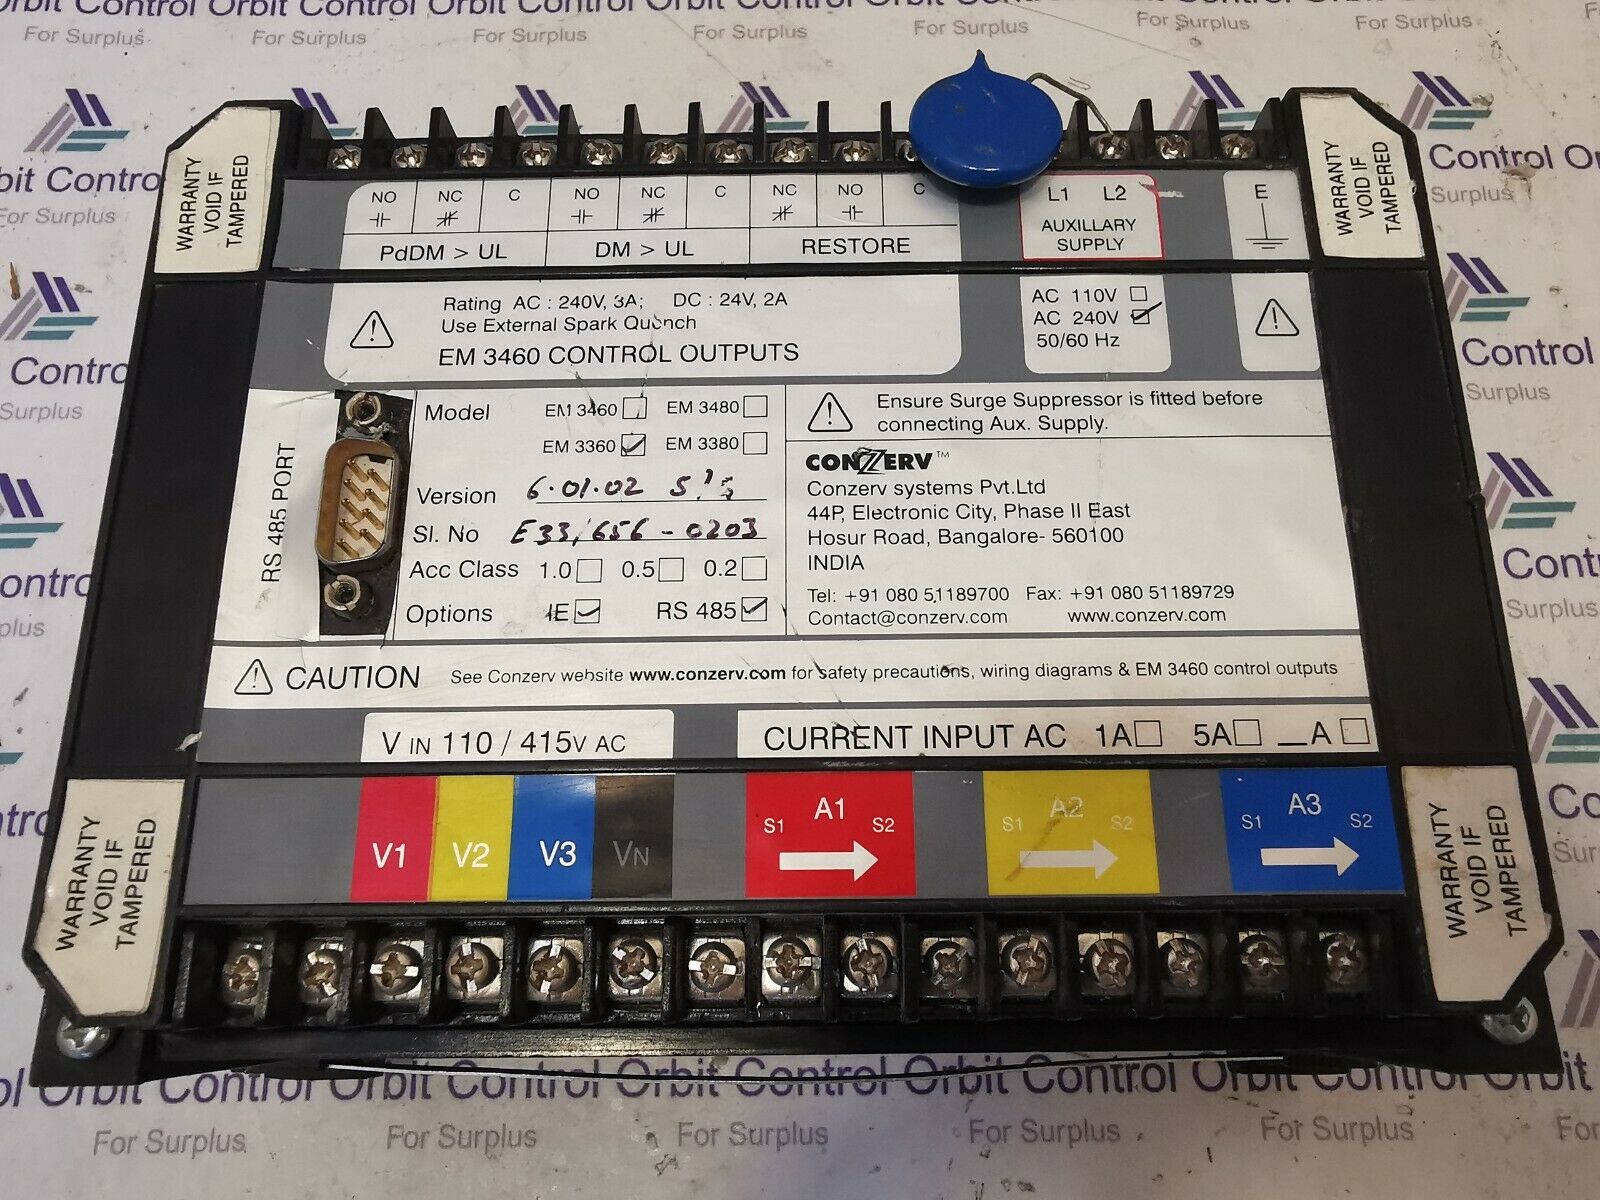 Orbit Control Orbit Control Orbit Control Orbit Control
For Surplus For Surplus For Surplus For Surplus For Surplus For Surplus
WARRANTY
VOID IF
TAMPERED
NO NC C NO NC C NC NO C
PdDM > UL DM > UL RESTORE
L1 L2
AUXILLARY
SUPPLY
E
WARRANTY
VOID IF
TAMPERED
Rating AC : 240V, 3A; DC : 24V, 2A
Use External Spark Quench
EM 3460 CONTROL OUTPUTS
AC 110V
AC 240V
50/60 Hz
RS 485 PORT
Model EM 3460 EM 3480
EM 3360 EM 3380
Version 6.01.02
Sl. No E33/656-0203
Acc Class 1.0 0.5 0.2
Options IE RS 485
Ensure Surge Suppressor is fitted before
connecting Aux. Supply.
CONZERV™
Conzerv systems Pvt.Ltd
44P, Electronic City, Phase II East
Hosur Road, Bangalore- 560100
INDIA
Tel: +91 080 51189700 Fax: +91 080 51189729
Contact@conzerv.com www.conzerv.com
CAUTION See Conzerv website www.conzerv.com for safety precautions, wiring diagrams & EM 3460 control outputs
V IN 110 / 415V AC
CURRENT INPUT AC 1A 5A _A
V1 V2 V3 VN
A1
S1 S2
A2
S1 S2
A3
S1 S2
WARRANTY
VOID IF
TAMPERED
WARRANTY
VOID IF
TAMPERED
Orbit Control Orbit Control Orbit Control Orbit
For Surplus For Surplus For Surplus For Surplus For Surplus